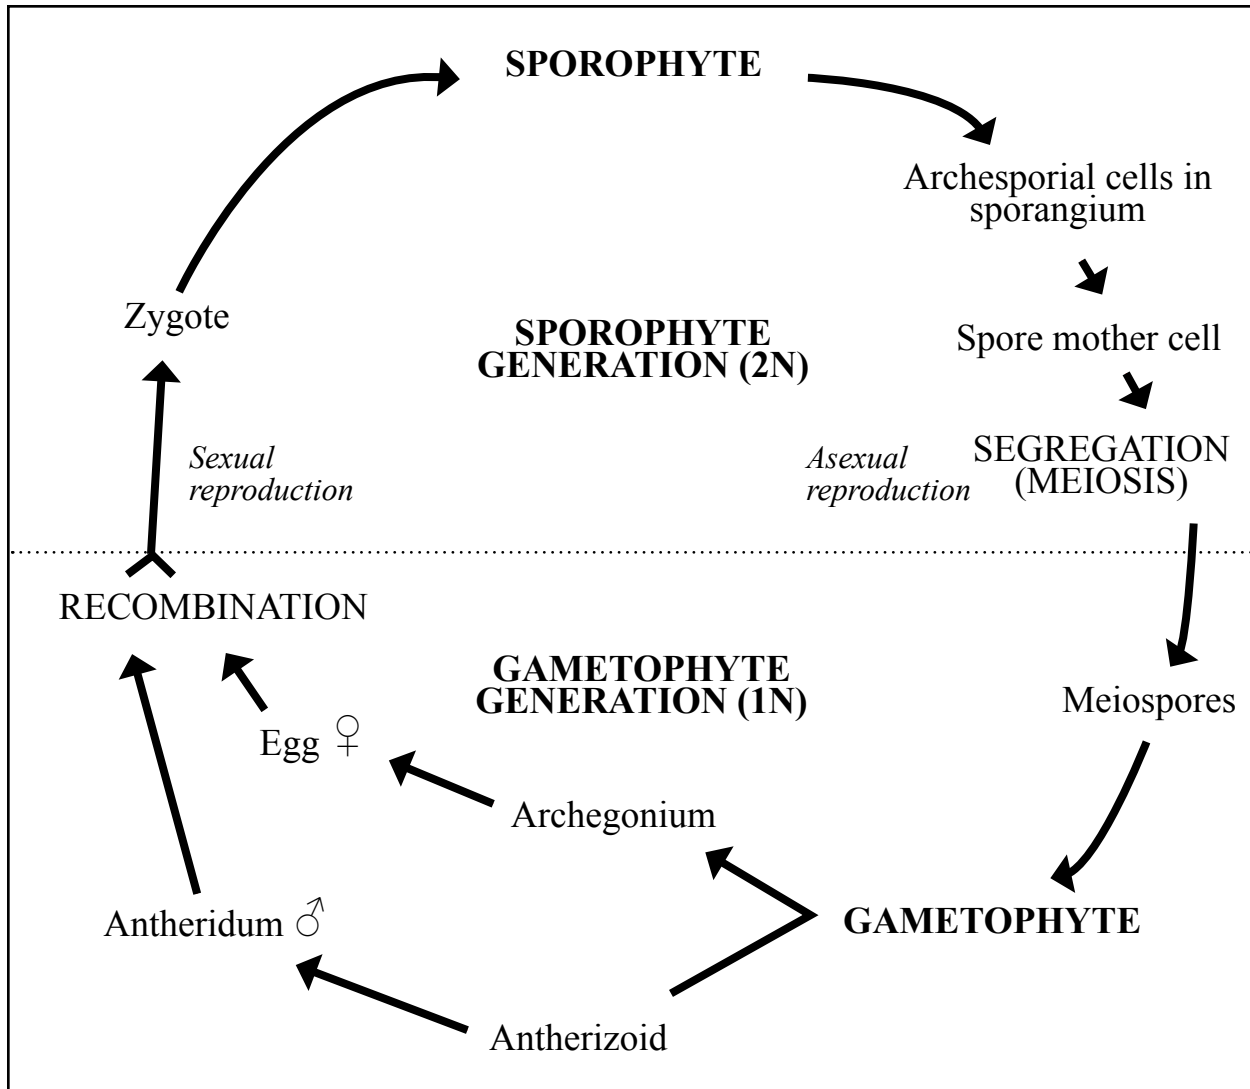 SPOROPHYTE
Archesporial cells in
sporangium
Zygote
SPOROPHYTE
GENERATION (2N)
Spore mother cell
Sexual
reproduction
Asexual
reproduction
SEGREGATION
(MEIOSIS)
RECOMBINATION
GAMETOPHYTE
GENERATION (1N)
Meiospores
Egg ♀
Archegonium
Antheridum ♂
GAMETOPHYTE
Antherizoid